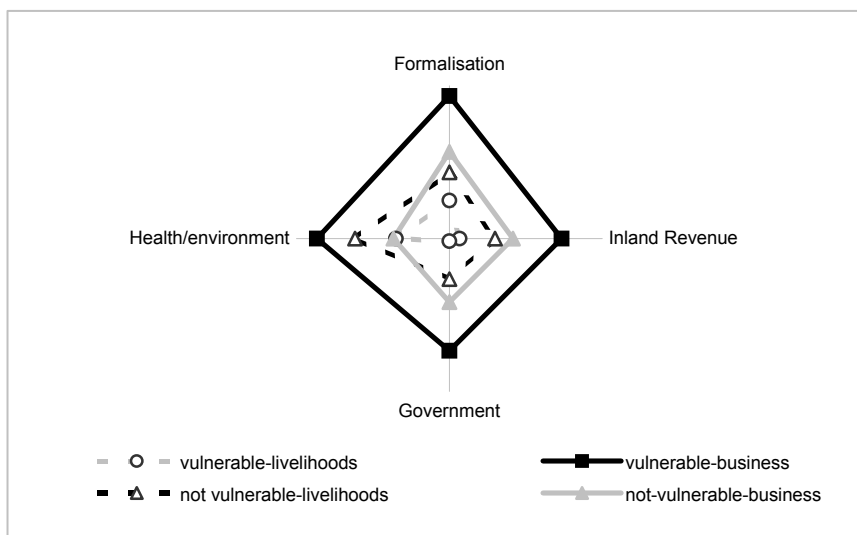 Formalisation
Health/environment
Inland Revenue
Government
vulnerable-livelihoods
vulnerable-business
not vulnerable-livelihoods
not-vulnerable-business